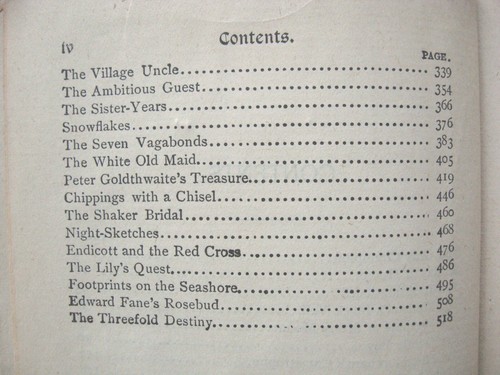 iv Contents.
PAGE.
The Village Uncle........................................ 339
The Ambitious Guest................................... 354
The Sister-Years......................................... 366
Snowflakes............................................... 376
The Seven Vagabonds.................................. 383
The White Old Maid.................................... 405
Peter Goldthwaite's Treasure.......................... 419
Chippings with a Chisel................................ 446
The Shaker Bridal....................................... 460
Night-Sketches.......................................... 468
Endicott and the Red Cross............................ 476
The Lily's Quest......................................... 486
Footprints on the Seashore............................ 495
Edward Fane's Rosebud................................ 508
The Threefold Destiny.................................. 518